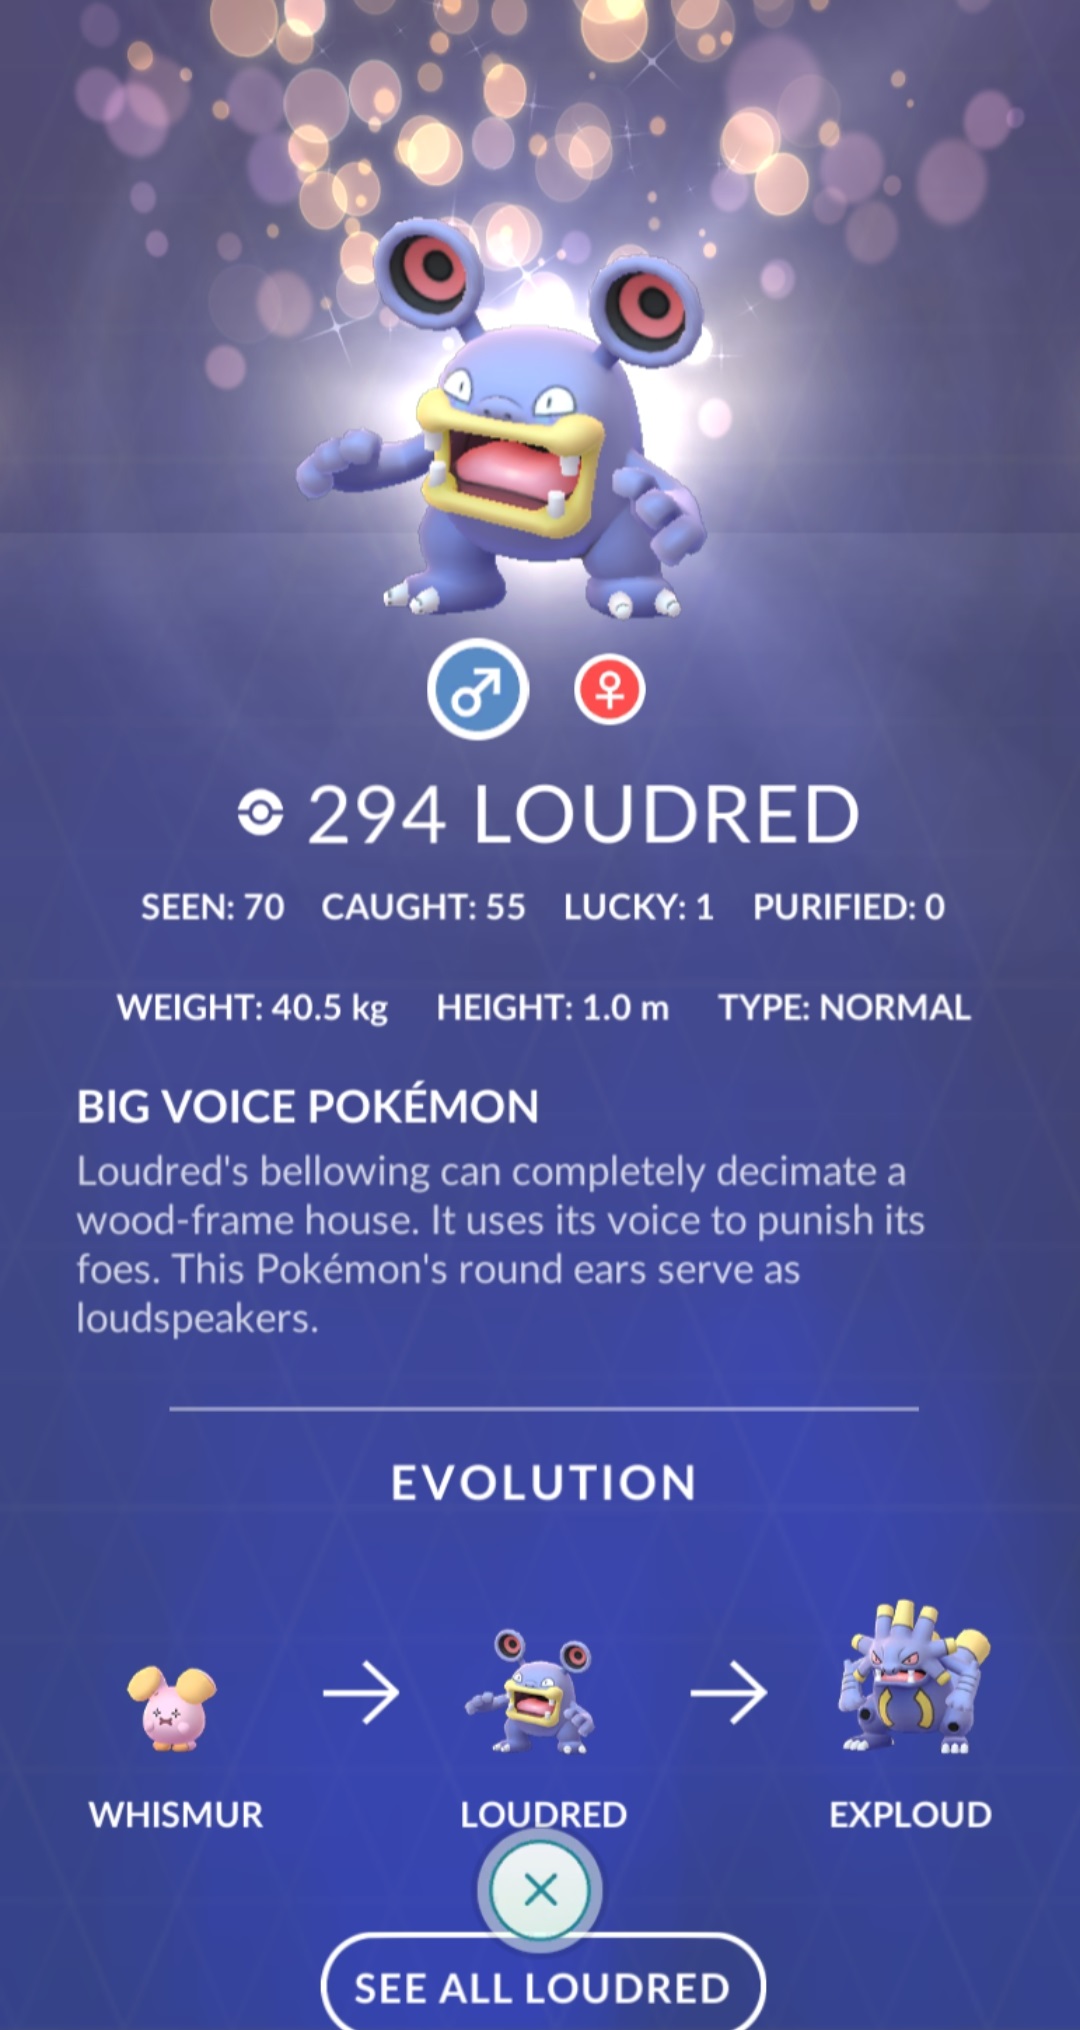 294 LOUDRED
SEEN: 70 CAUGHT: 55 LUCKY: 1 PURIFIED: 0
WEIGHT: 40.5 kg HEIGHT: 1.0 m TYPE: NORMAL
BIG VOICE POKÉMON
Loudred's bellowing can completely decimate a
wood-frame house. It uses its voice to punish its
foes. This Pokémon's round ears serve as
loudspeakers.
EVOLUTION
WHISMUR LOUDRED EXPLOUD
SEE ALL LOUDRED